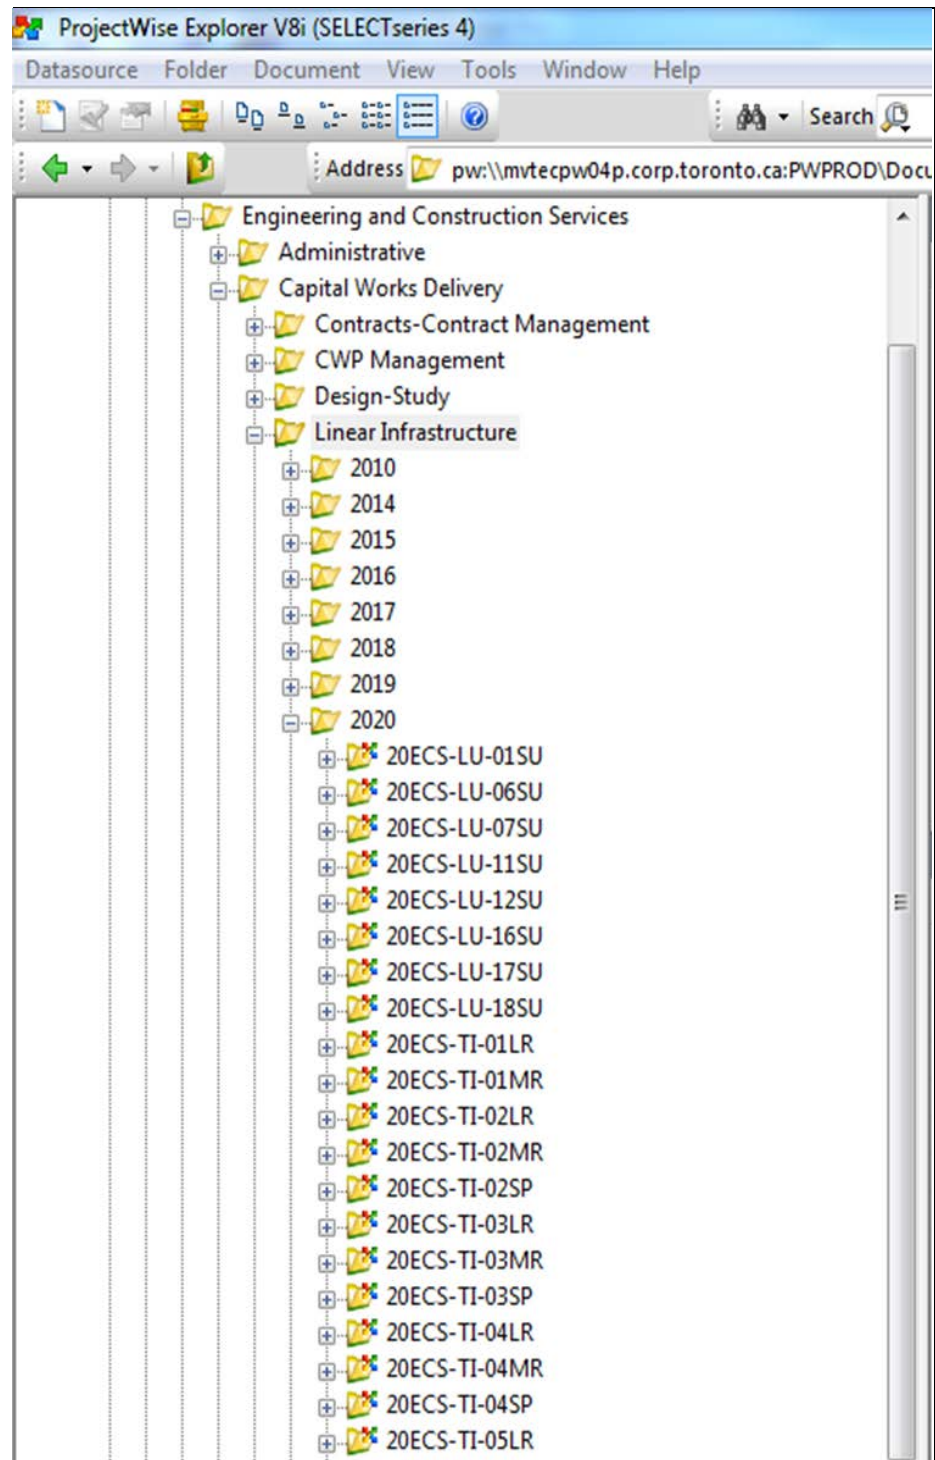 ProjectWise Explorer V8i (SELECTseries 4)
Datasource Folder Document View Tools Window Help
Search
Address pw:\\mvtecpw04p.corp.toronto.ca:PWPROD\Docu
Engineering and Construction Services
Administrative
Capital Works Delivery
Contracts-Contract Management
CWP Management
Design-Study
Linear Infrastructure
2010
2014
2015
2016
2017
2018
2019
2020
20ECS-LU-01SU
20ECS-LU-06SU
20ECS-LU-07SU
20ECS-LU-11SU
20ECS-LU-12SU
20ECS-LU-16SU
20ECS-LU-17SU
20ECS-LU-18SU
20ECS-TI-01LR
20ECS-TI-01MR
20ECS-TI-02LR
20ECS-TI-02MR
20ECS-TI-02SP
20ECS-TI-03LR
20ECS-TI-03MR
20ECS-TI-03SP
20ECS-TI-04LR
20ECS-TI-04MR
20ECS-TI-04SP
20ECS-TI-05LR